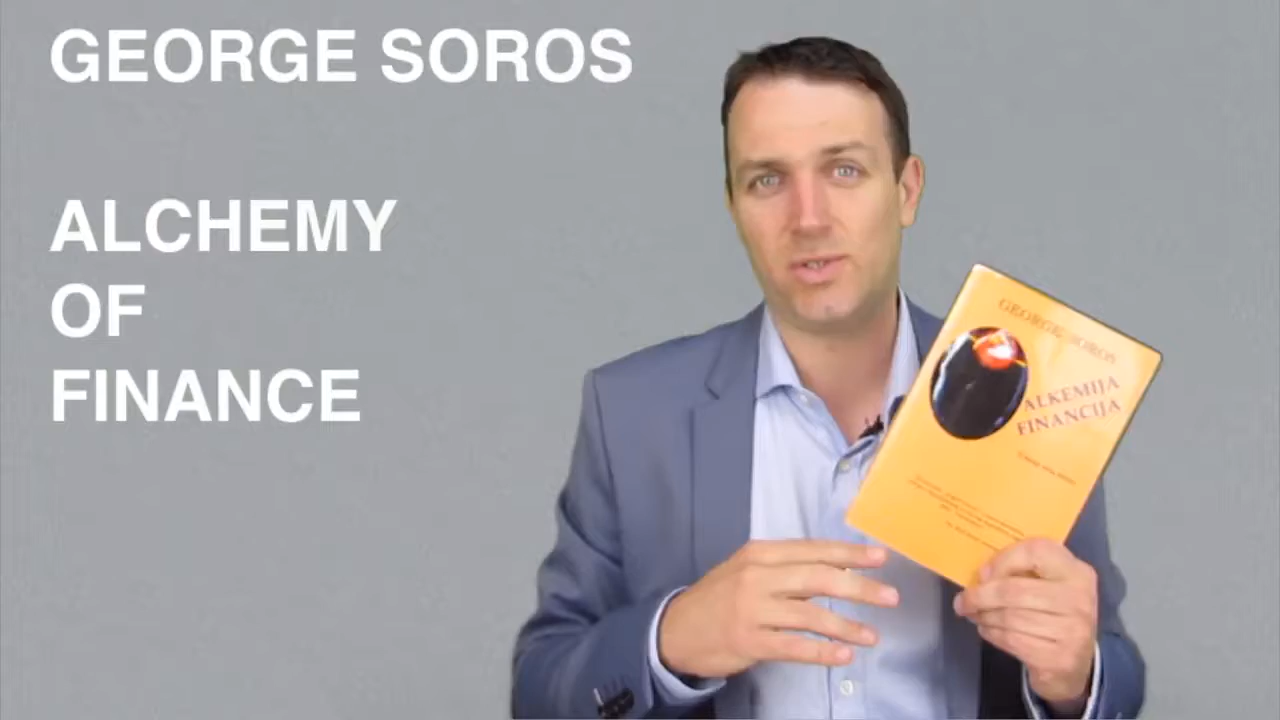 GEORGE SOROS
ALCHEMY
OF
FINANCE
GEORGE SOROS
ALKEMIJA
FINANCIJA